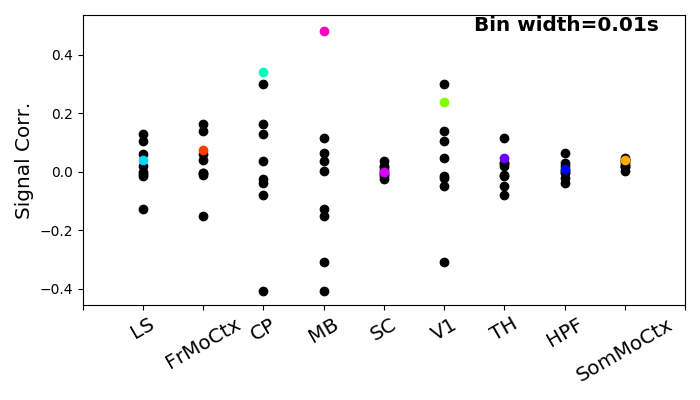 Bin width=0.01s
Signal Corr.
0.4
0.2
0.0
−0.2
−0.4
LS
FrMoCtx
CP
MB
SC
V1
TH
HPF
SomMoCtx